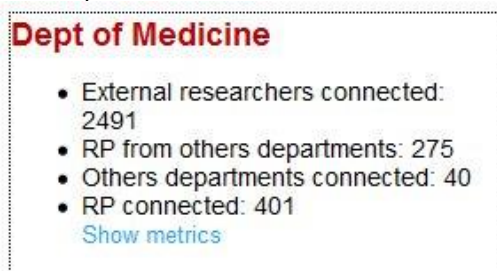 Dept of Medicine
• External researchers connected:
2491
• RP from others departments: 275
• Others departments connected: 40
• RP connected: 401
Show metrics